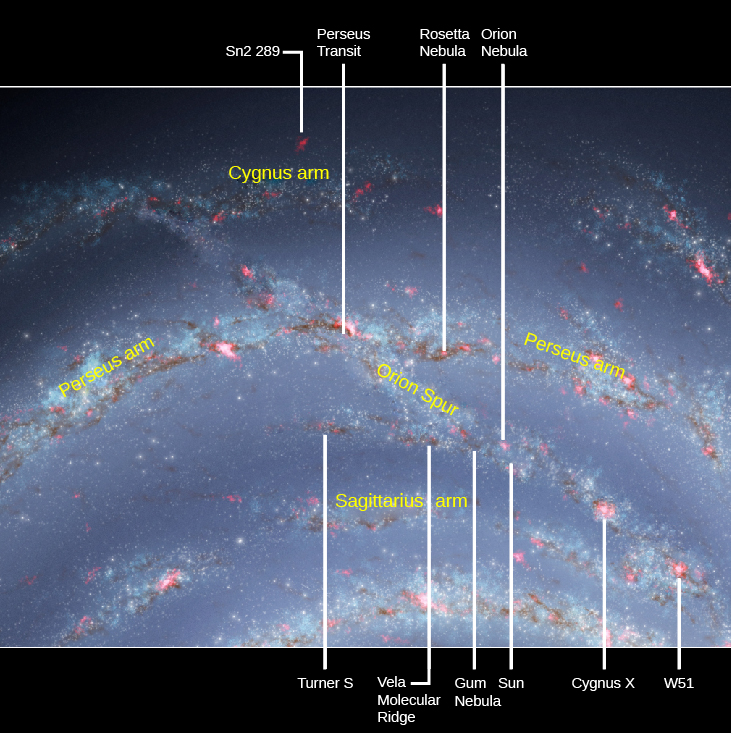 Perseus
Transit
Rosetta
Nebula
Orion
Nebula
Sn2 289
Cygnus arm
Perseus arm
Perseus arm
Orion Spur
Sagittarius arm
Turner S
Vela
Molecular
Ridge
Gum
Nebula
Sun
Cygnus X
W51